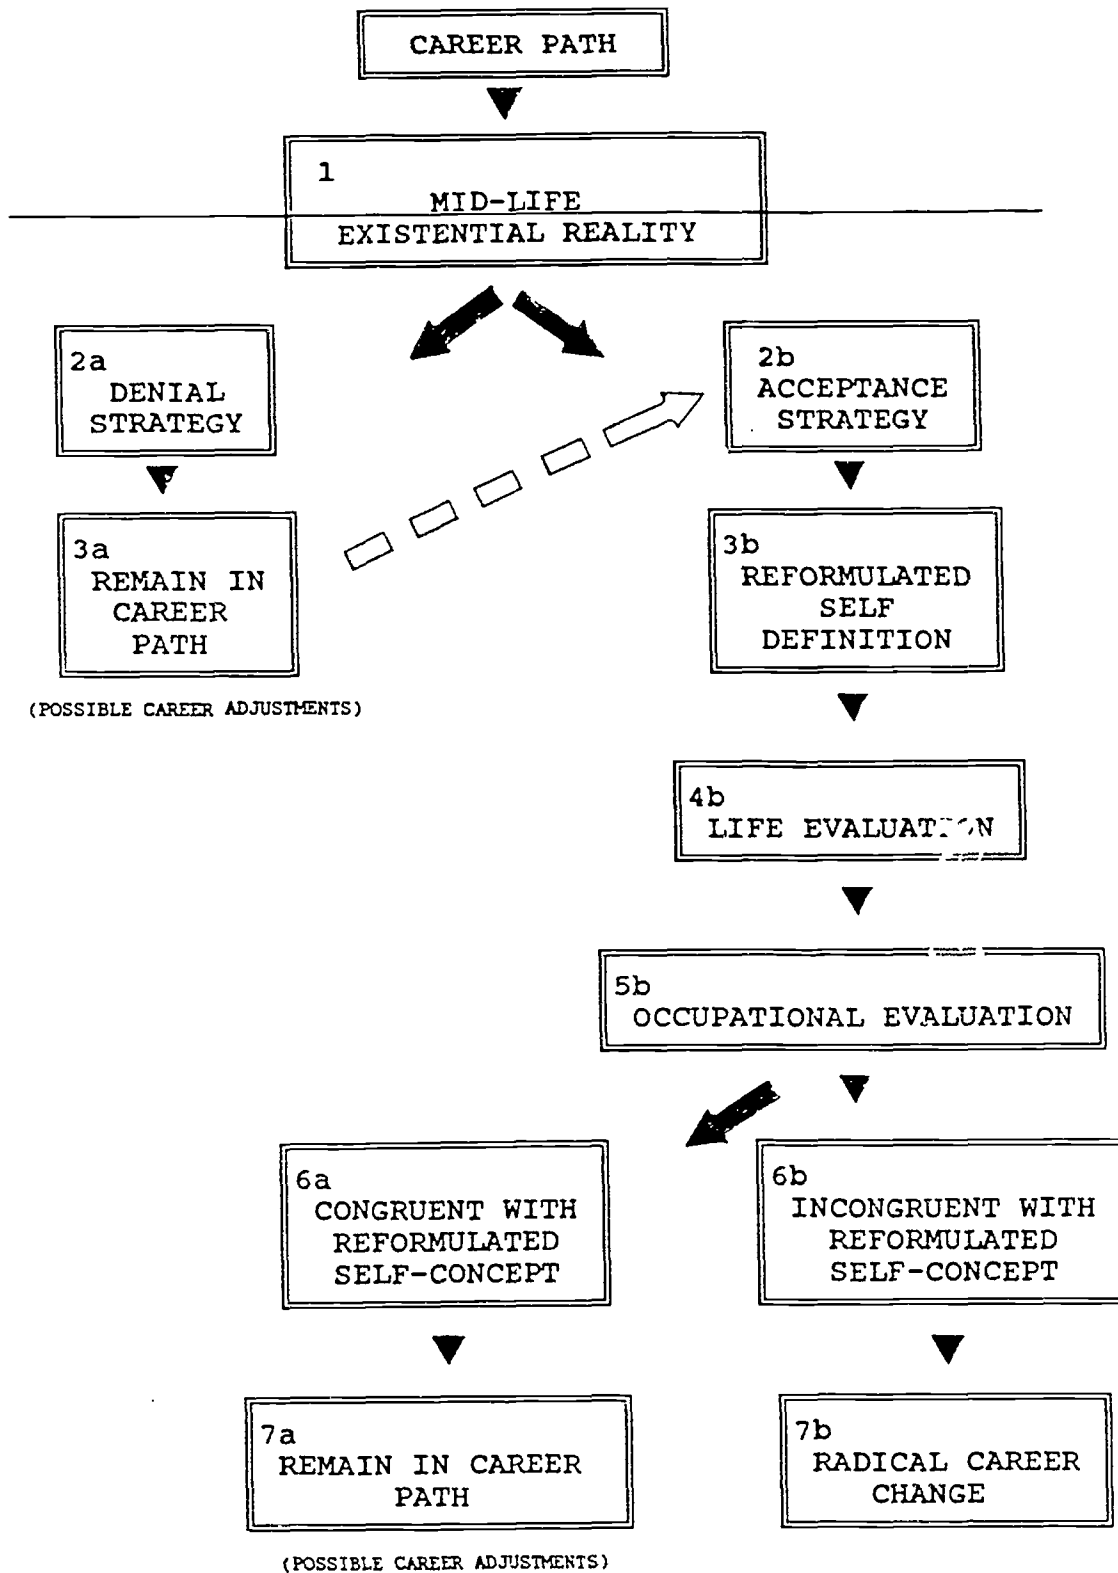 CAREER PATH
1
MID-LIFE
EXISTENTIAL REALITY
2a
DENIAL
STRATEGY
2b
ACCEPTANCE
STRATEGY
3a
REMAIN IN
CAREER
PATH
(POSSIBLE CAREER ADJUSTMENTS)
3b
REFORMULATED
SELF
DEFINITION
4b
LIFE EVALUATION
5b
OCCUPATIONAL EVALUATION
6a
CONGRUENT WITH
REFORMULATED
SELF-CONCEPT
6b
INCONGRUENT WITH
REFORMULATED
SELF-CONCEPT
7a
REMAIN IN CAREER
PATH
(POSSIBLE CAREER ADJUSTMENTS)
7b
RADICAL CAREER
CHANGE